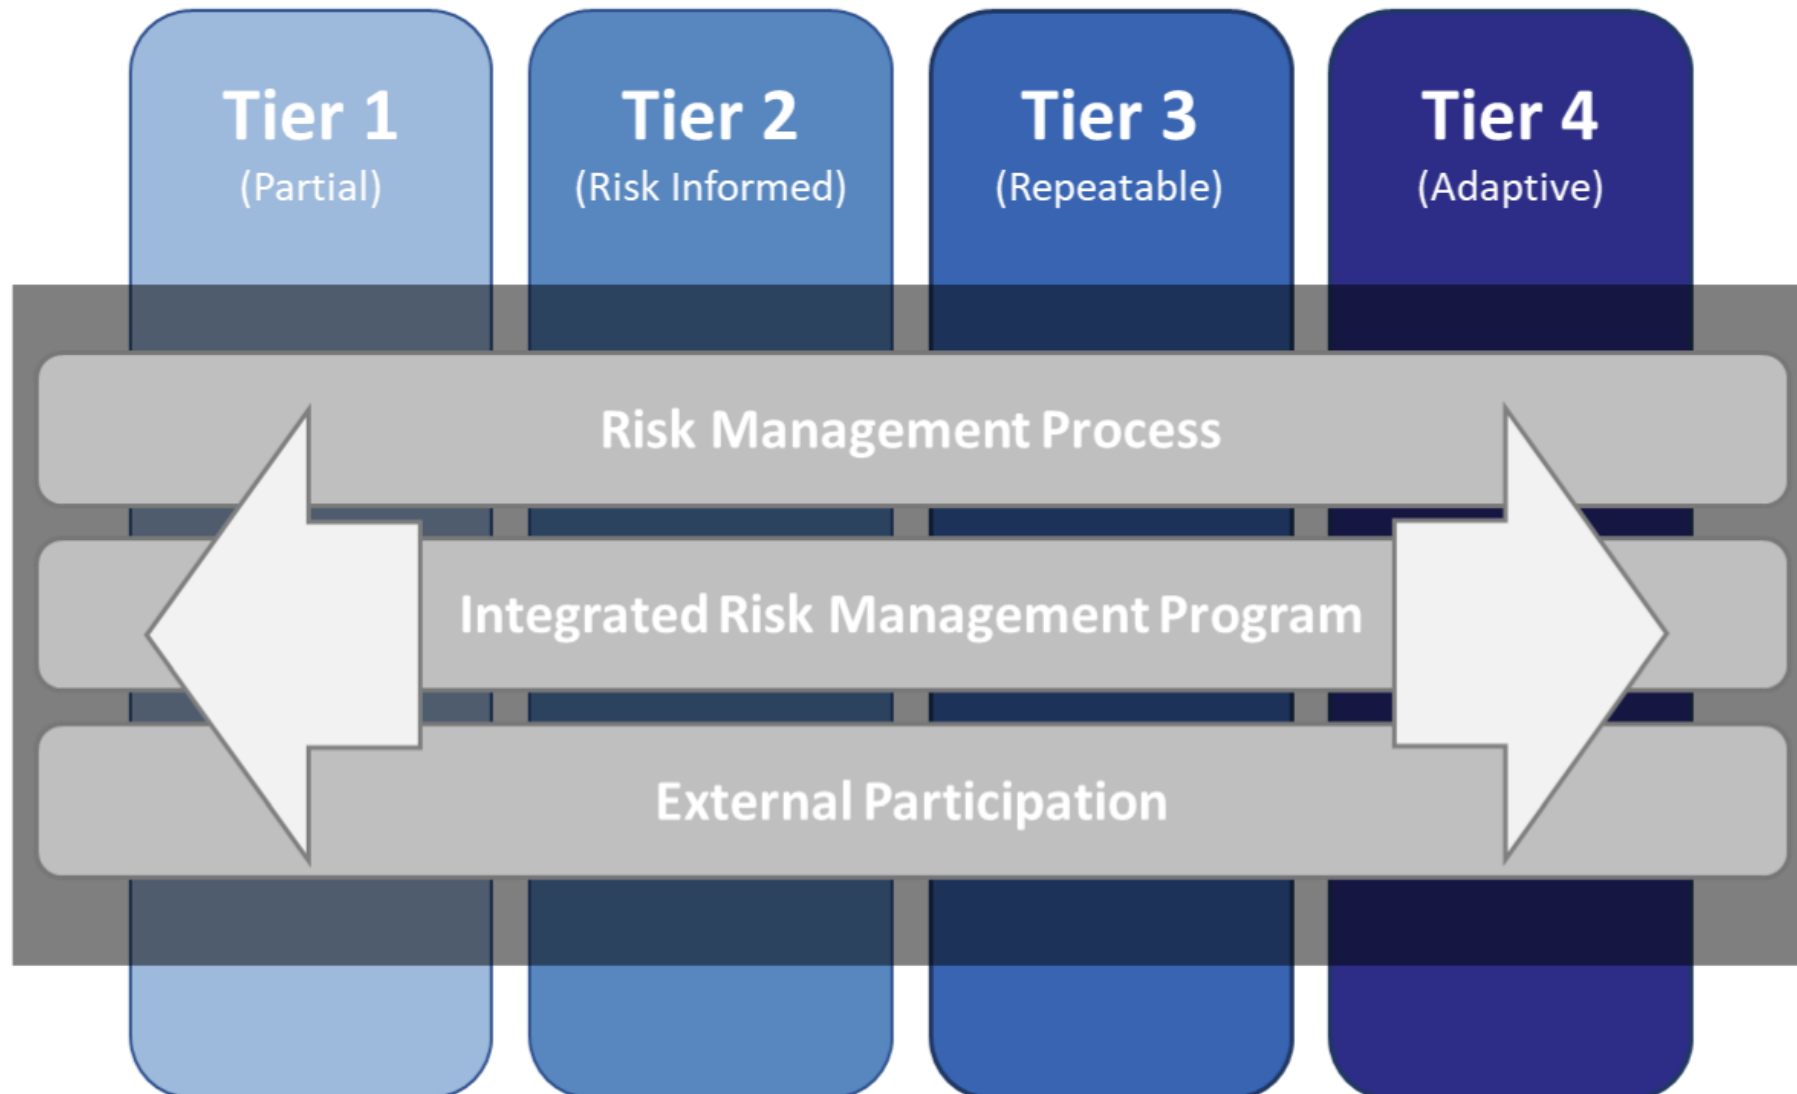 Tier 1
(Partial)
Tier 2
(Risk Informed)
Tier 3
(Repeatable)
Tier 4
(Adaptive)
Risk Management Process
Integrated Risk Management Program
External Participation